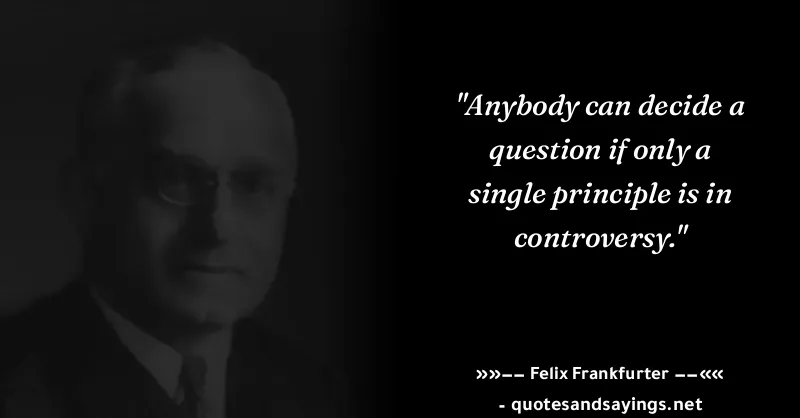 "Anybody can decide a
question if only a
single principle is in
controversy."
»»–– Felix Frankfurter ––««
- quotesandsayings.net